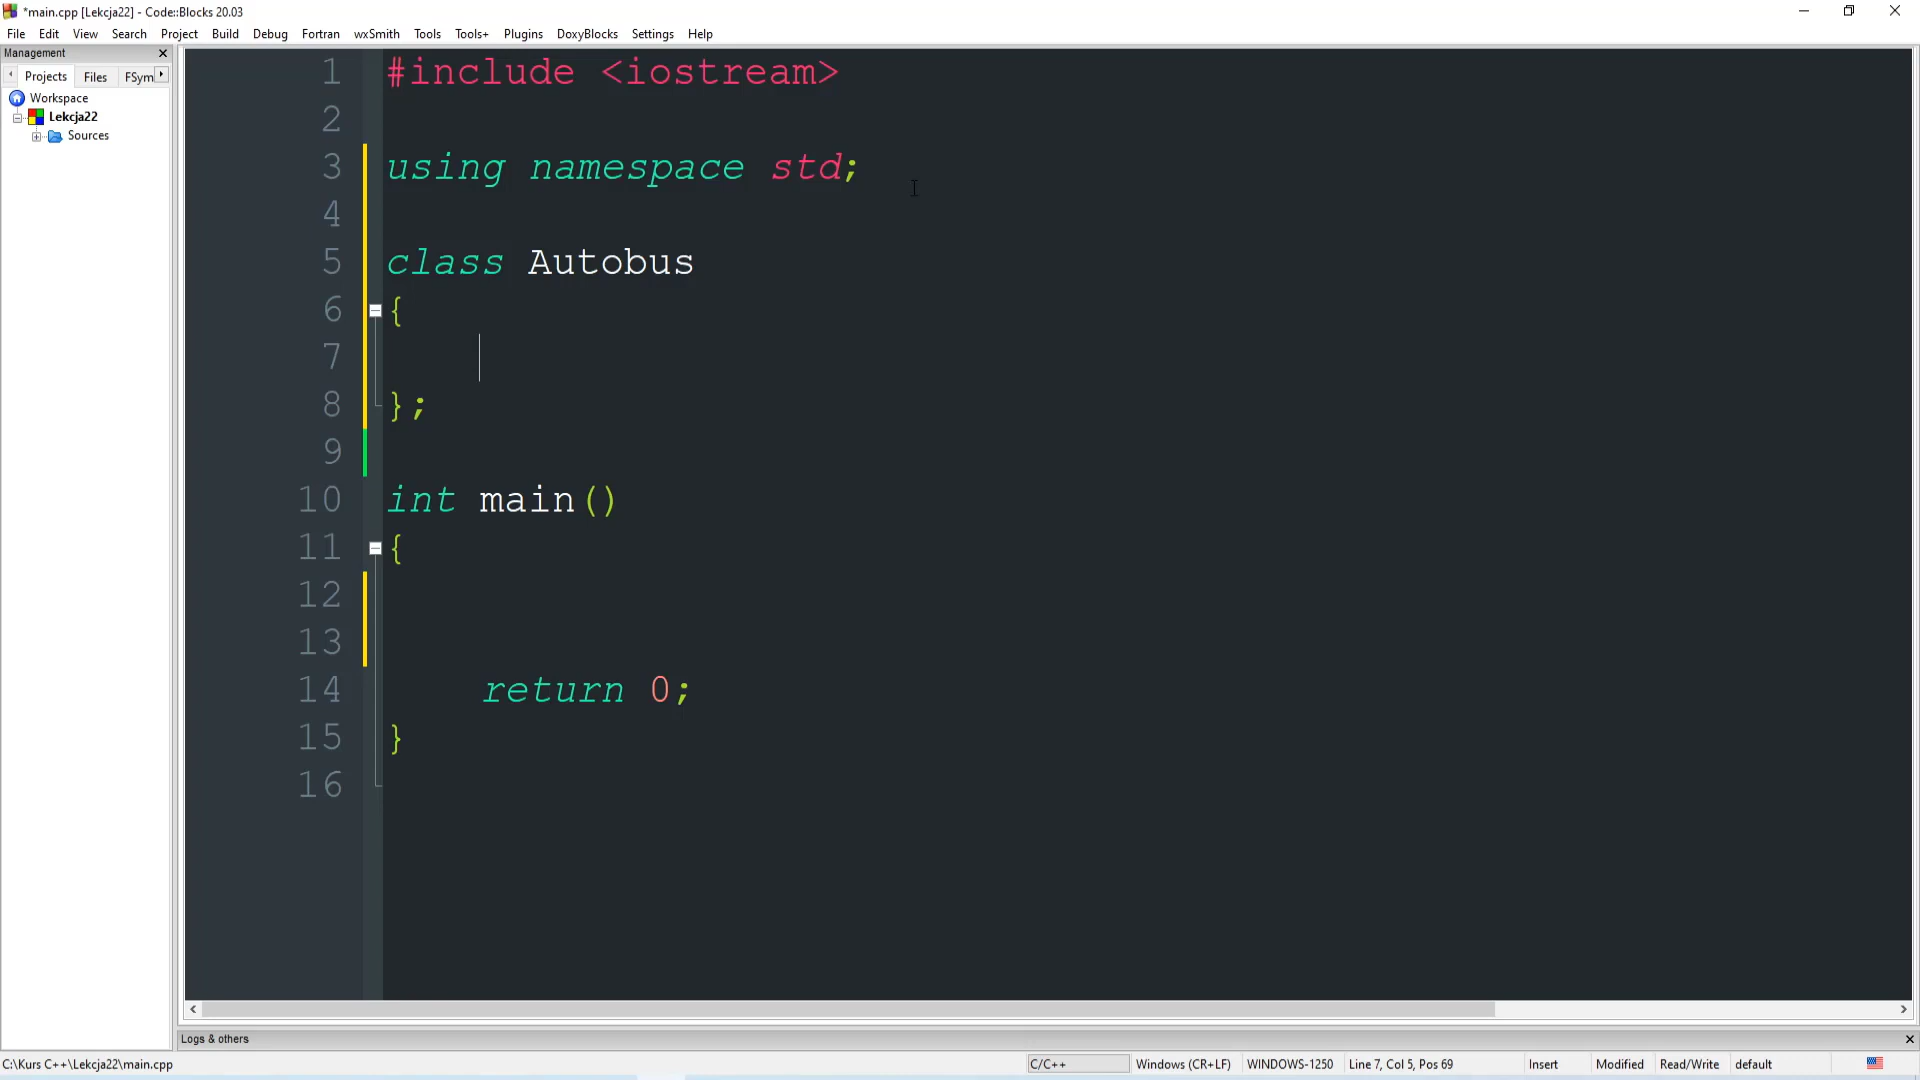 *main.cpp [Lekcja22] - Code::Blocks 20.03
File Edit View Search Project Build Debug Fortran wxSmith Tools Tools+ Plugins DoxyBlocks Settings Help
Management
Projects Files FSym
Workspace
Lekcja22
Sources
1 #include <iostream>
2
3 using namespace std;
4
5 class Autobus
6 {
7
8 };
9
10 int main()
11 {
12
13
14 return 0;
15 }
16
Logs & others
C:\Kurs C++\Lekcja22\main.cpp C/C++ Windows (CR+LF) WINDOWS-1250 Line 7, Col 5, Pos 69 Insert Modified Read/Write default